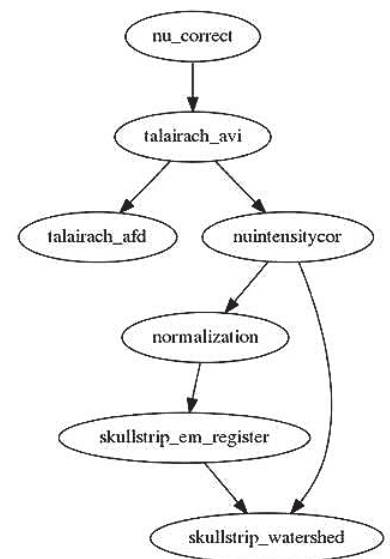 nu_correct
talairach_avi
talairach_afd
nuintensitycor
normalization
skullstrip_em_register
skullstrip_watershed